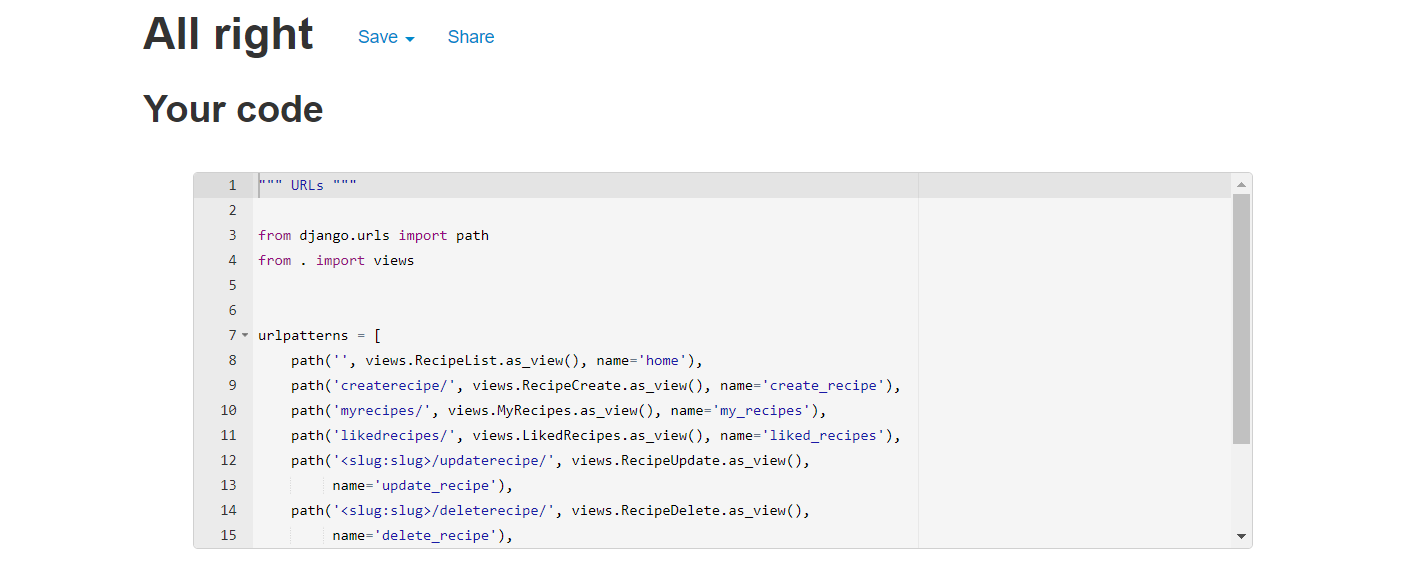 All right Save Share
Your code
1 """ URLs """
2
3 from django.urls import path
4 from . import views
5
6
7 urlpatterns = [
8     path('', views.RecipeList.as_view(), name='home'),
9     path('createrecipe/', views.RecipeCreate.as_view(), name='create_recipe'),
10     path('myrecipes/', views.MyRecipes.as_view(), name='my_recipes'),
11     path('likedrecipes/', views.LikedRecipes.as_view(), name='liked_recipes'),
12     path('<slug:slug>/updaterecipe/', views.RecipeUpdate.as_view(),
13          name='update_recipe'),
14     path('<slug:slug>/deleterecipe/', views.RecipeDelete.as_view(),
15          name='delete_recipe'),